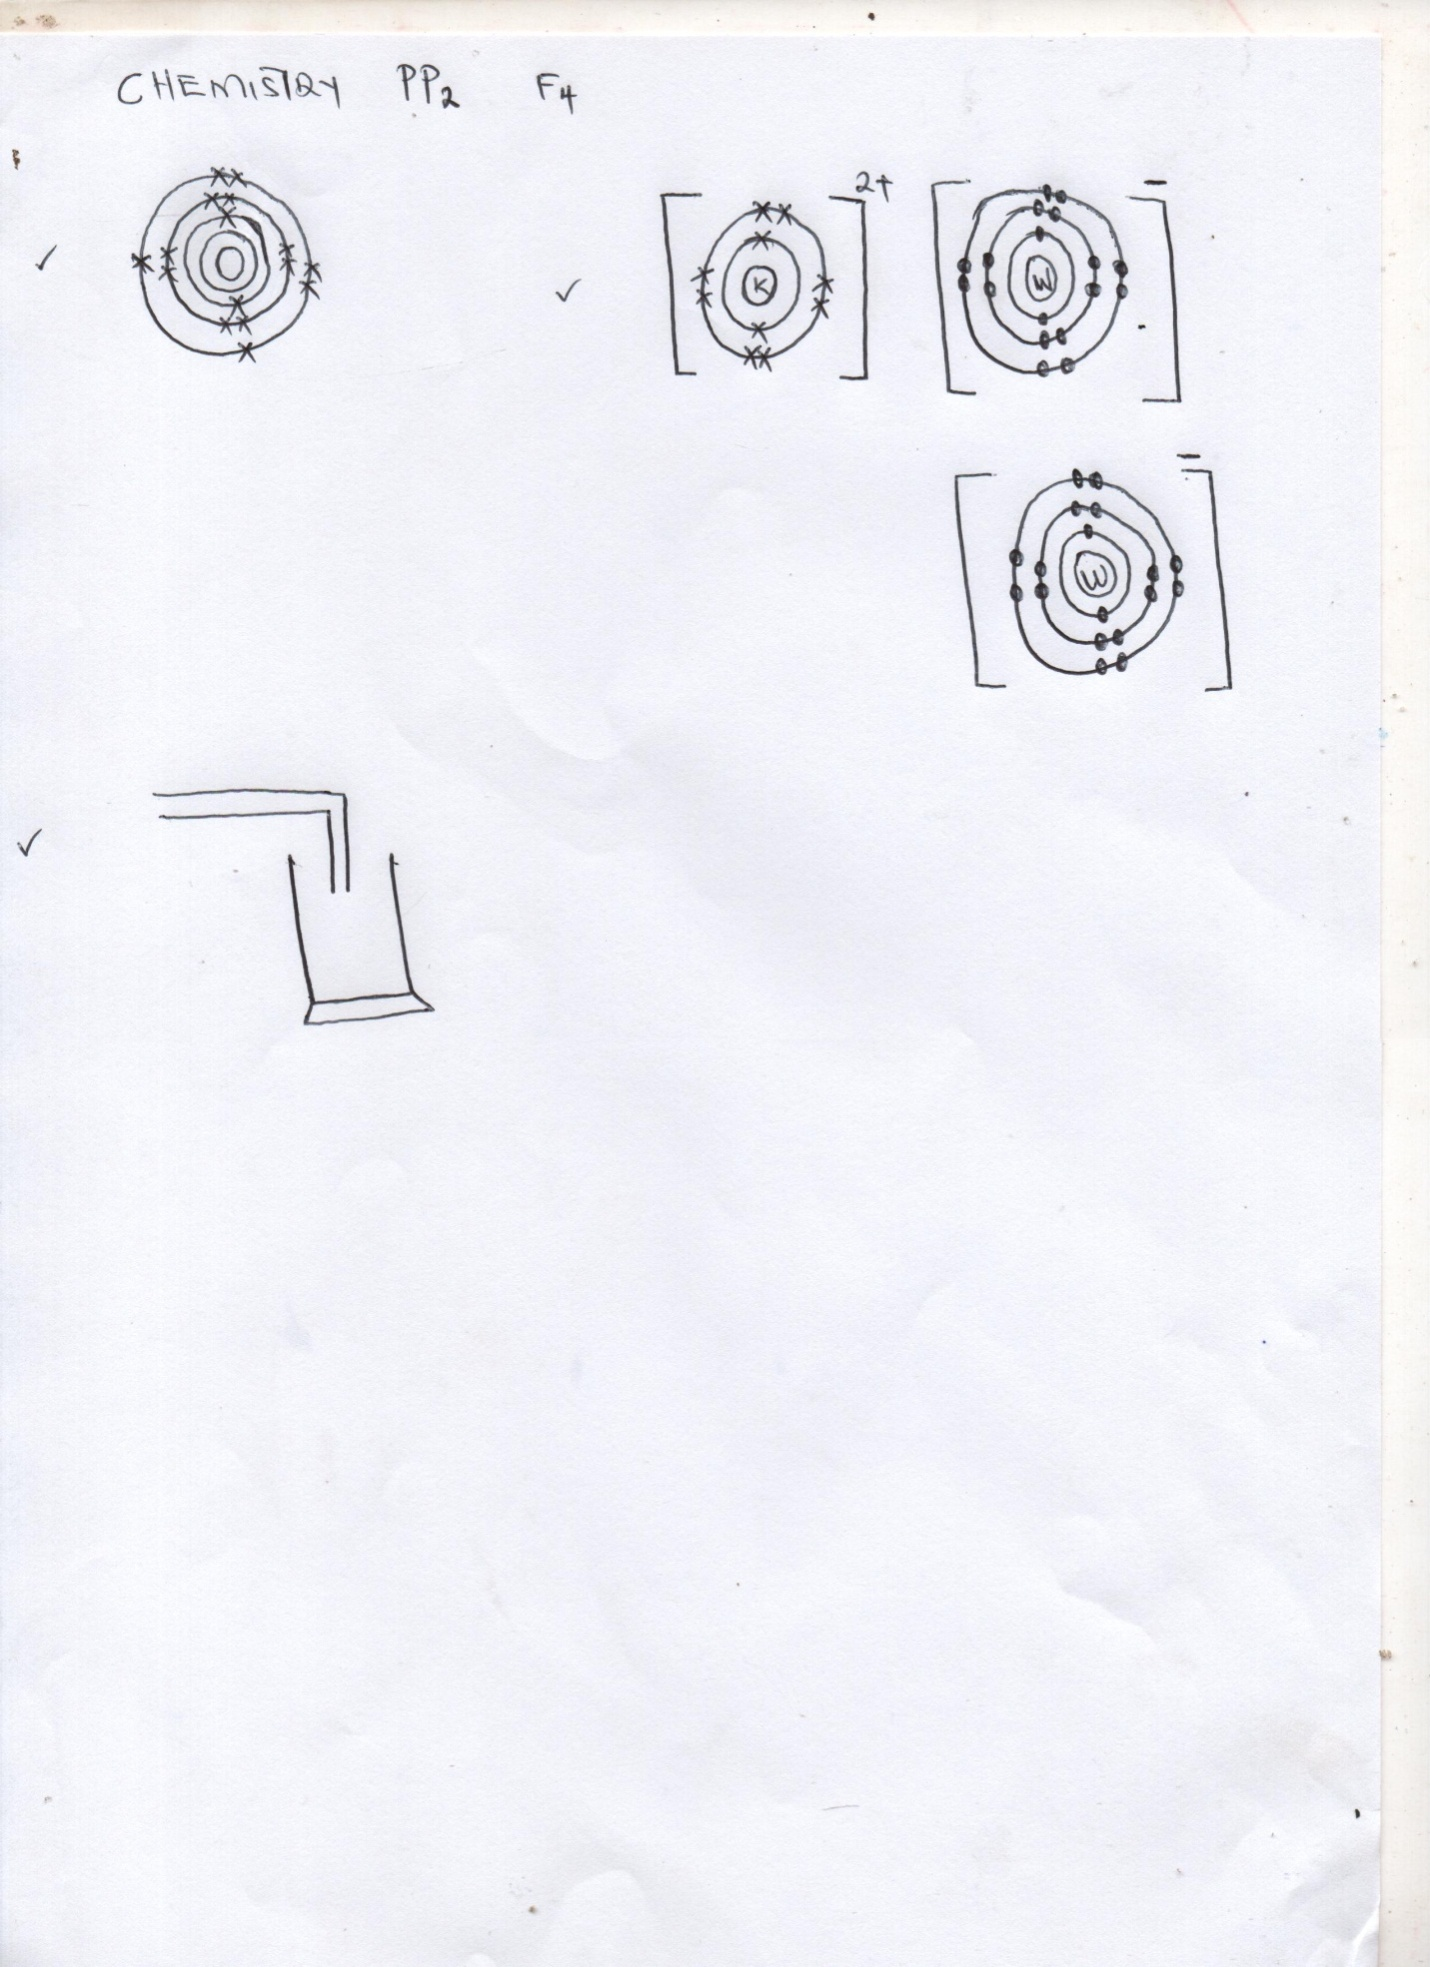 CHEMISTRY PP2 F4
2+ -
K W
-
W